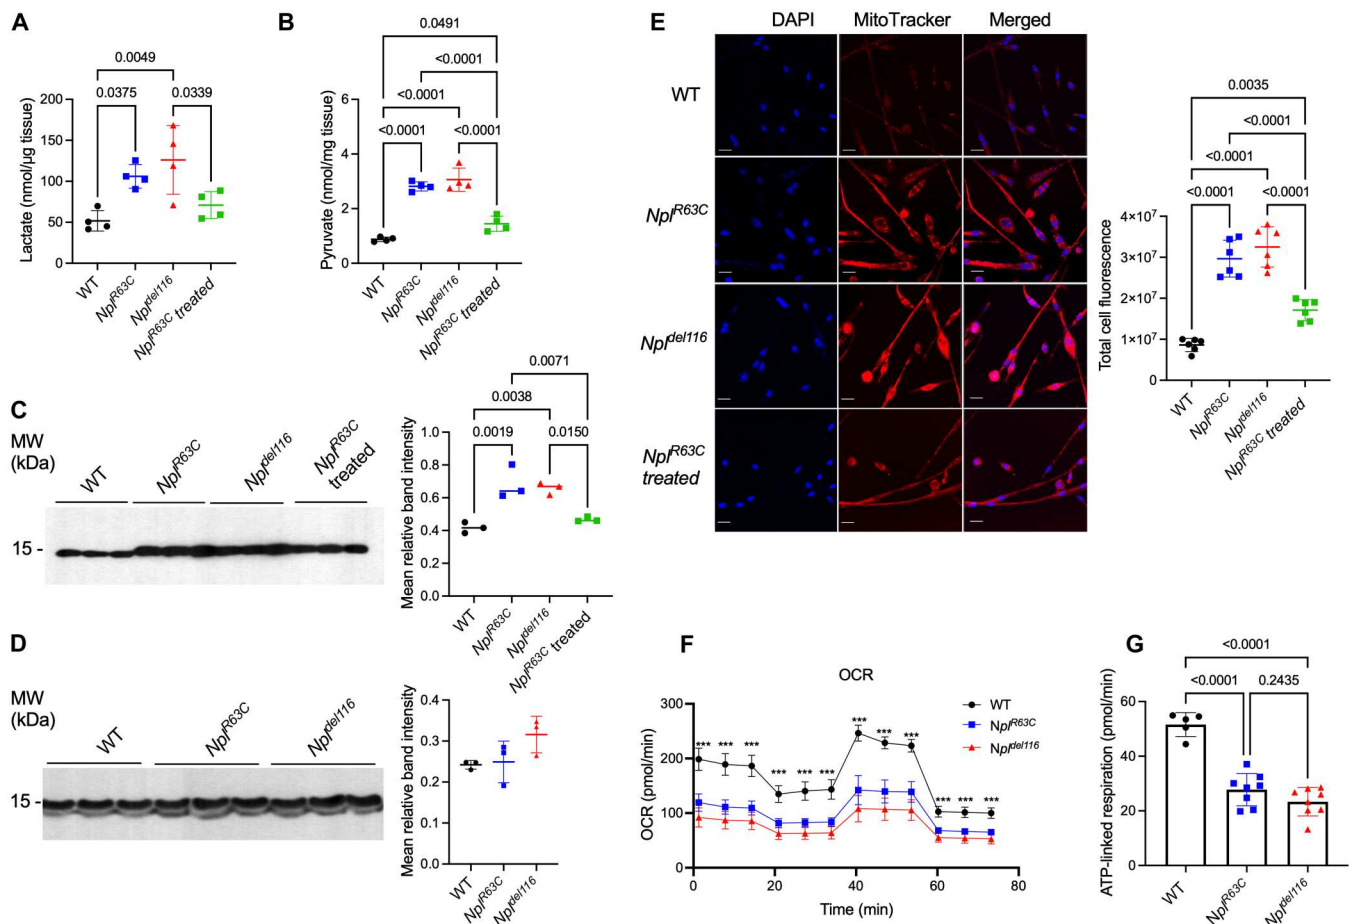 A
0.0049
0.0375
0.0339
Lactate (nmol/µg tissue)
200
150
100
50
0
WT
Npl^R63C
Npl^del116
Npl^R63C treated
B
0.0491
<0.0001
<0.0001
<0.0001
<0.0001
Pyruvate (nmol/mg tissue)
6
4
2
0
WT
Npl^R63C
Npl^del116
Npl^R63C treated
C
MW
(kDa)
WT
Npl^R63C
Npl^del116
Npl^R63C
treated
15 -
0.0071
0.0038
0.0019
0.0150
Mean relative band intensity
1.0
0.8
0.6
0.4
0.2
0.0
WT
Npl^R63C
Npl^del116
Npl^R63C treated
D
MW
(kDa)
WT
Npl^R63C
Npl^del116
15 -
Mean relative band intensity
0.4
0.3
0.2
0.1
0.0
WT
Npl^R63C
Npl^del116
E
DAPI
MitoTracker
Merged
WT
Npl^R63C
Npl^del116
Npl^R63C
treated
0.0035
<0.0001
<0.0001
<0.0001
<0.0001
Total cell fluorescence
4×10⁷
3×10⁷
2×10⁷
1×10⁷
0
WT
Npl^R63C
Npl^del116
Npl^R63C treated
F
OCR
WT
Npl^R63C
Npl^del116
*** *** *** *** *** *** *** *** *** *** *** ***
OCR (pmol/min)
300
200
100
0
0 20 40 60 80
Time (min)
G
<0.0001
<0.0001
0.2435
ATP-linked respiration (pmol/min)
60
40
20
0
WT
Npl^R63C
Npl^del116